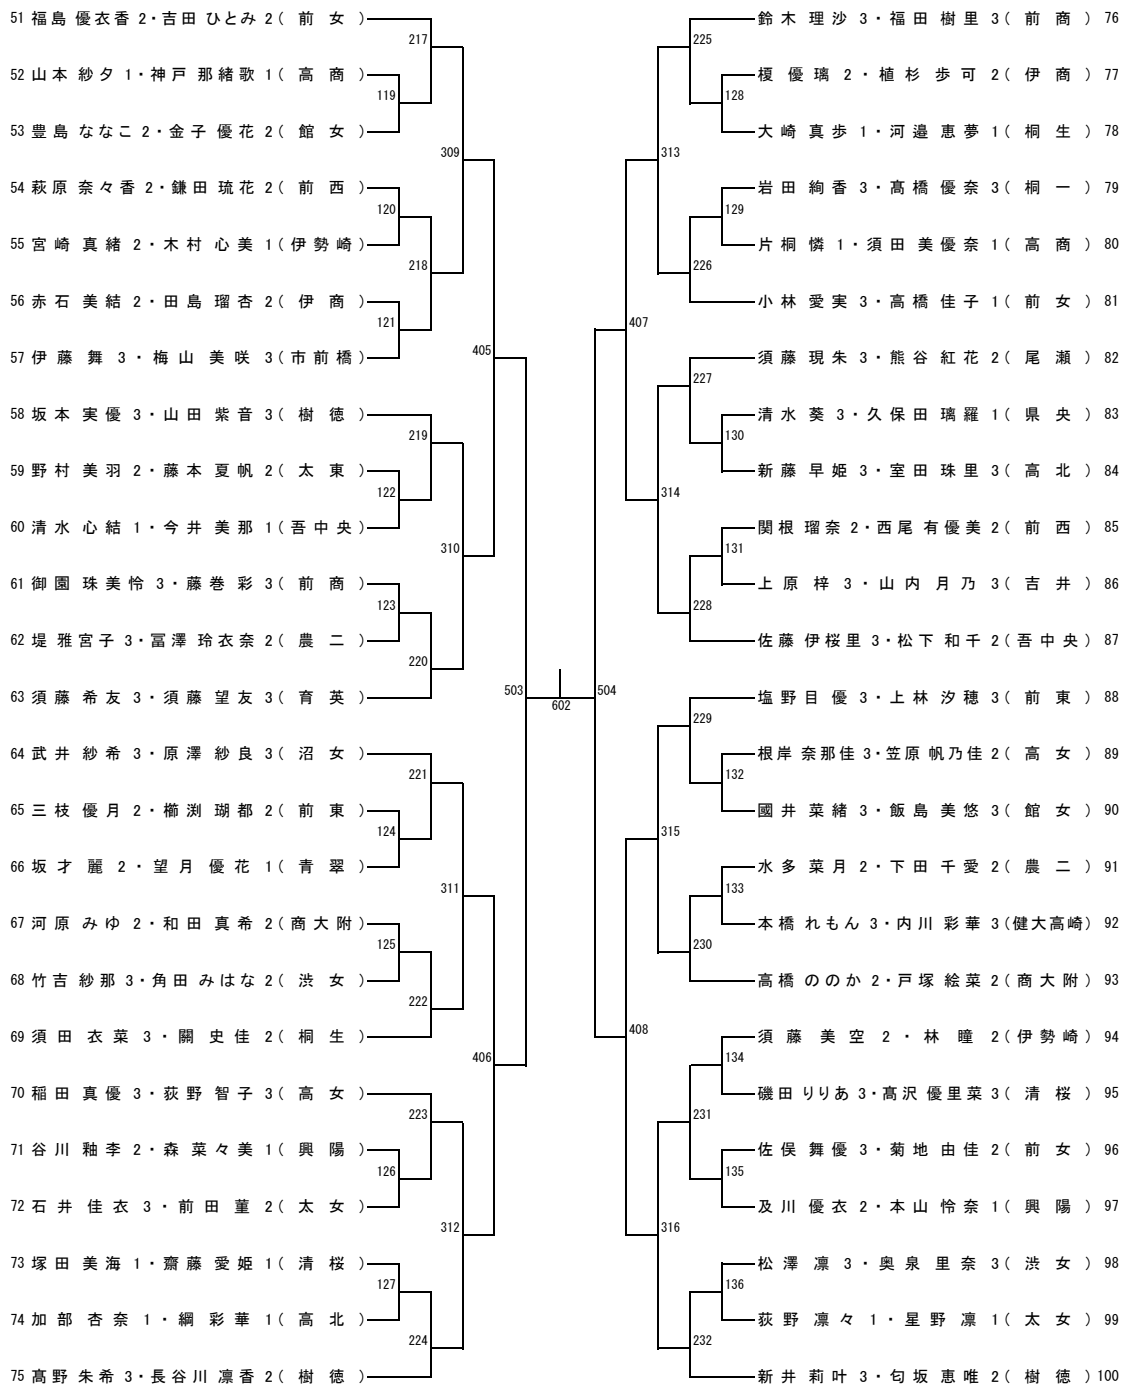 51 福島 優衣香 2・吉田 ひとみ 2( 前 女 )
217
52 山本 紗夕 1・神戸 那緒歌 1( 高 商 )
119
53 豊島 ななこ 2・金子 優花 2( 館 女 )
309
54 萩原 奈々香 2・鎌田 琉花 2( 前 西 )
120
55 宮崎 真緒 2・木村 心美 1(伊勢崎)
218
56 赤石 美結 2・田島 瑠杏 2( 伊 商 )
121
57 伊藤 舞 3・梅山 美咲 3(市前橋)
405
58 坂本 実優 3・山田 紫音 3( 樹 徳 )
219
59 野村 美羽 2・藤本 夏帆 2( 太 東 )
122
60 清水 心結 1・今井 美那 1(吾中央)
310
61 御園 珠美怜 3・藤巻 彩 3( 前 商 )
123
62 堤 雅宮子 3・冨澤 玲衣奈 2( 農 二 )
220
63 須藤 希友 3・須藤 望友 3( 育 英 )
503
602
64 武井 紗希 3・原澤 紗良 3( 沼 女 )
221
65 三枝 優月 2・櫛渕 瑚都 2( 前 東 )
124
66 坂才 麗 2・望月 優花 1( 青 翠 )
311
67 河原 みゆ 2・和田 真希 2(商大附)
125
68 竹吉 紗那 3・角田 みはな 2( 渋 女 )
222
69 須田 衣菜 3・關 史佳 2( 桐 生 )
406
70 稲田 真優 3・荻野 智子 3( 高 女 )
223
71 谷川 釉李 2・森 菜々美 1( 興 陽 )
126
72 石井 佳衣 3・前田 菫 2( 太 女 )
312
73 塚田 美海 1・齋藤 愛姫 1( 清 桜 )
127
74 加部 杏奈 1・綱 彩華 1( 高 北 )
224
75 髙野 朱希 3・長谷川 凛香 2( 樹 徳 )
鈴木 理沙 3・福田 樹里 3( 前 商 ) 76
225
榎 優璃 2・植杉 歩可 2( 伊 商 ) 77
128
大崎 真歩 1・河邉 恵夢 1( 桐 生 ) 78
313
岩田 絢香 3・髙橋 優奈 3( 桐 一 ) 79
129
片桐 憐 1・須田 美優奈 1( 高 商 ) 80
226
小林 愛実 3・高橋 佳子 1( 前 女 ) 81
407
須藤 現朱 3・熊谷 紅花 2( 尾 瀬 ) 82
227
清水 葵 3・久保田 璃羅 1( 県 央 ) 83
130
新藤 早姫 3・室田 珠里 3( 高 北 ) 84
314
関根 瑠奈 2・西尾 有優美 2( 前 西 ) 85
131
上原 梓 3・山内 月乃 3( 吉 井 ) 86
228
佐藤 伊桜里 3・松下 和千 2(吾中央) 87
504
塩野目 優 3・上林 汐穂 3( 前 東 ) 88
229
根岸 奈那佳 3・笠原 帆乃佳 2( 高 女 ) 89
132
國井 菜緒 3・飯島 美悠 3( 館 女 ) 90
315
水多 菜月 2・下田 千愛 2( 農 二 ) 91
133
本橋 れもん 3・内川 彩華 3(健大高崎) 92
230
高橋 ののか 2・戸塚 絵菜 2(商大附) 93
408
須藤 美空 2・林 瞳 2(伊勢崎) 94
134
磯田 りりあ 3・髙沢 優里菜 3( 清 桜 ) 95
231
佐俣 舞優 3・菊地 由佳 2( 前 女 ) 96
135
及川 優衣 2・本山 怜奈 1( 興 陽 ) 97
316
松澤 凛 3・奥泉 里奈 3( 渋 女 ) 98
136
荻野 凛々 1・星野 凛 1( 太 女 ) 99
232
新井 莉叶 3・匂坂 恵唯 2( 樹 徳 ) 100